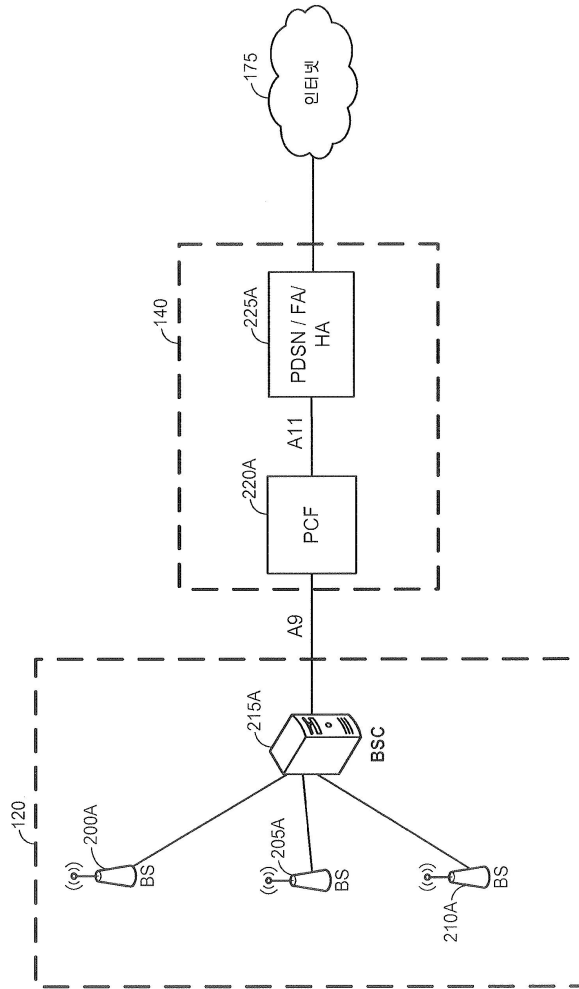 120
200A
BS
205A
BS
210A
BS
215A
BSC
A9
140
220A
PCF
A11
225A
PDSN / FA/
HA
175
인터넷